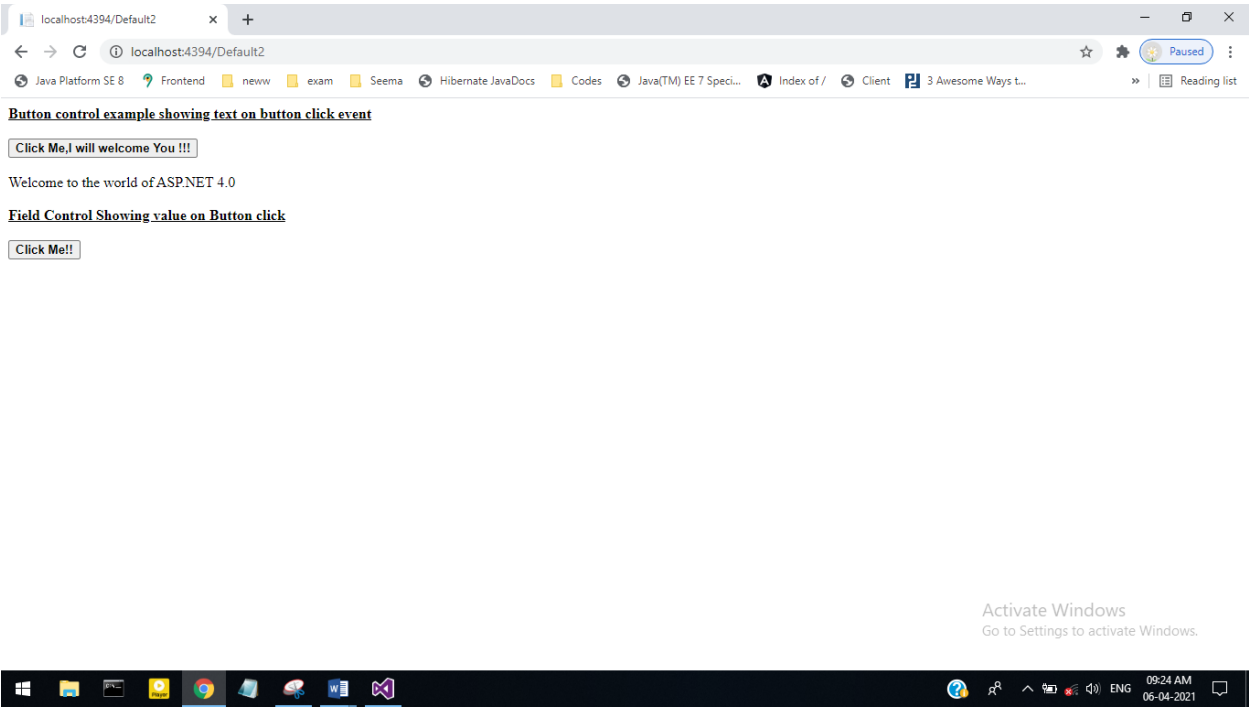 localhost:4394/Default2
localhost:4394/Default2
Paused
Java Platform SE 8 Frontend neww exam Seema Hibernate JavaDocs Codes Java(TM) EE 7 Speci... Index of / Client 3 Awesome Ways t... » Reading list
Button control example showing text on button click event
Click Me,I will welcome You !!!
Welcome to the world of ASP.NET 4.0
Field Control Showing value on Button click
Click Me!!
Activate Windows
Go to Settings to activate Windows.
Player
ENG
09:24 AM
06-04-2021